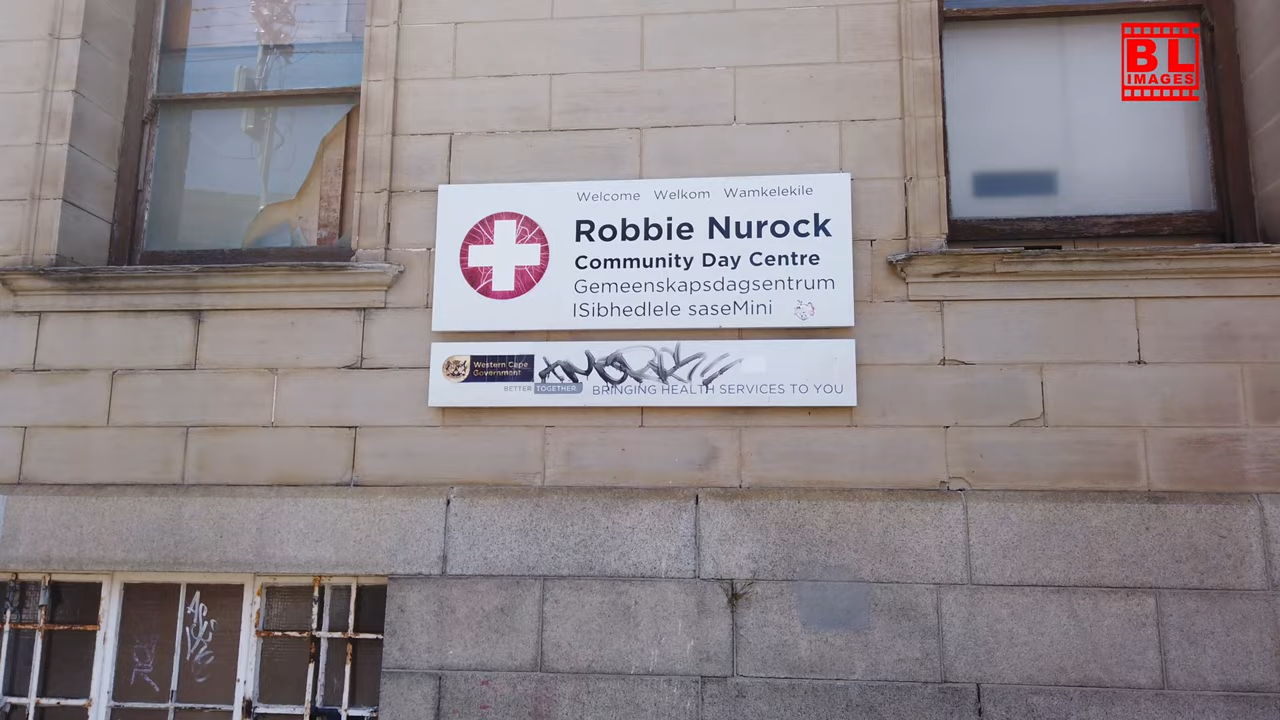 BL
IMAGES
Welcome Welkom Wamkelekile
Robbie Nurock
Community Day Centre
Gemeenskapsdagsentrum
ISibhedlele saseMini
Western Cape
Government
BETTER TOGETHER.
BRINGING HEALTH SERVICES TO YOU